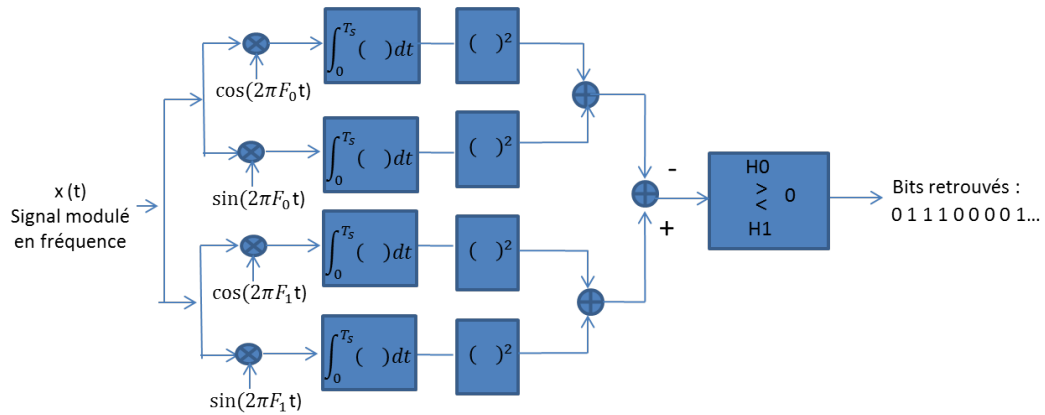 ∫₀^Ts ( )dt
( )²
cos(2πF₀t)
∫₀^Ts ( )dt
( )²
sin(2πF₀t)
x (t)
Signal modulé
en fréquence
-
+
H0
>
<
0
H1
Bits retrouvés :
0 1 1 1 0 0 0 0 1...
∫₀^Ts ( )dt
( )²
cos(2πF₁t)
∫₀^Ts ( )dt
( )²
sin(2πF₁t)